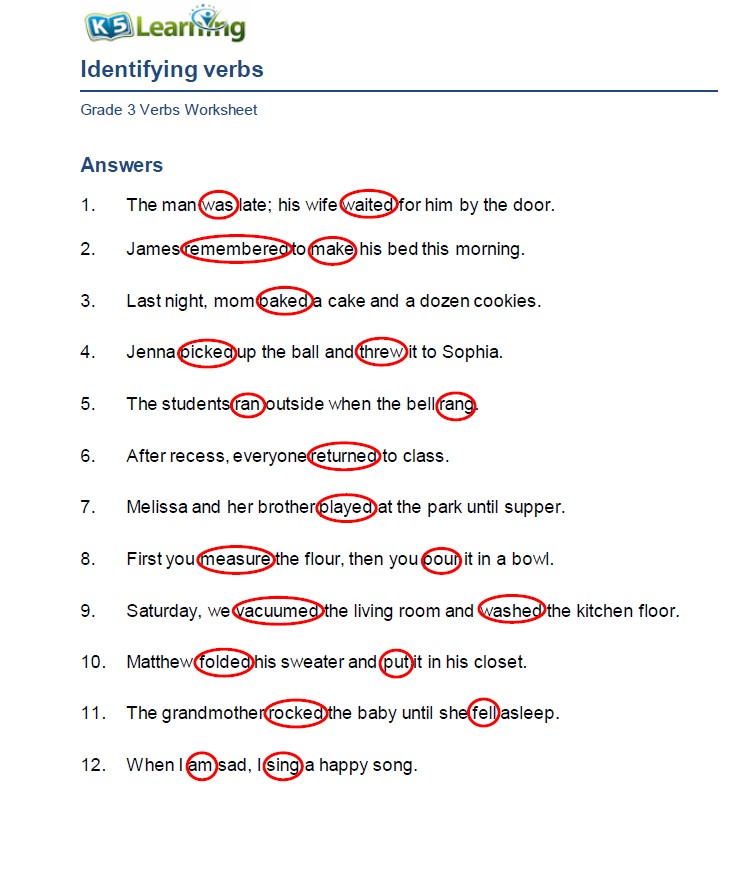 K5 Learning
Identifying verbs
Grade 3 Verbs Worksheet
Answers
1. The man was late; his wife waited for him by the door.
2. James remembered to make his bed this morning.
3. Last night, mom baked a cake and a dozen cookies.
4. Jenna picked up the ball and threw it to Sophia.
5. The students ran outside when the bell rang.
6. After recess, everyone returned to class.
7. Melissa and her brother played at the park until supper.
8. First you measure the flour, then you pour it in a bowl.
9. Saturday, we vacuumed the living room and washed the kitchen floor.
10. Matthew folded his sweater and put it in his closet.
11. The grandmother rocked the baby until she fell asleep.
12. When I am sad, I sing a happy song.